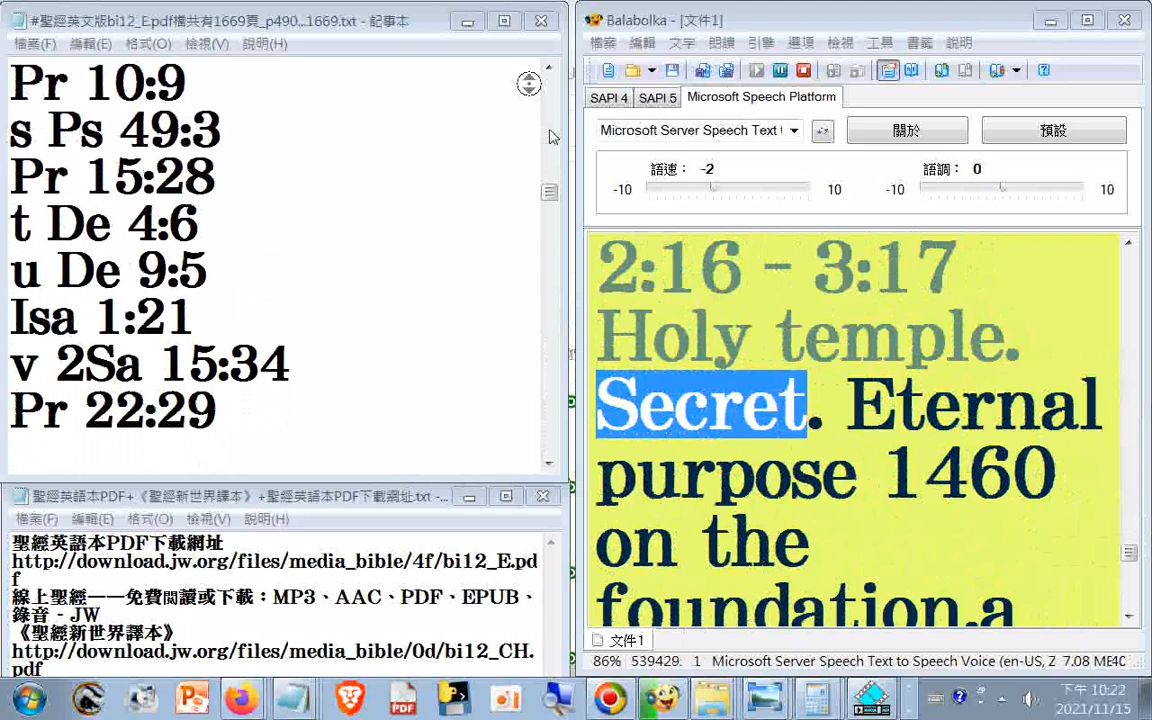 #聖經英文版bi12_E.pdf檔共有1669頁_p490,...1669.txt - 記事本
檔案(F) 編輯(E) 格式(O) 檢視(V) 說明(H)
Pr 10:9
s Ps 49:3
Pr 15:28
t De 4:6
u De 9:5
Isa 1:21
v 2Sa 15:34
Pr 22:29
聖經英語本PDF+《聖經新世界譯本》+聖經英語本PDF下載網址.txt - ...
檔案(F) 編輯(E) 格式(O) 檢視(V) 說明(H)
聖經英語本PDF下載網址
http://download.jw.org/files/media_bible/4f/bi12_E.pd
f
線上聖經——免費閱讀或下載：MP3、AAC、PDF、EPUB、
錄音 - JW
《聖經新世界譯本》
http://download.jw.org/files/media_bible/0d/bi12_CH.
pdf
Balabolka - [文件1]
檔案 編輯 文字 朗讀 引擎 選項 檢視 工具 書籤 說明
SAPI 4 SAPI 5 Microsoft Speech Platform
Microsoft Server Speech Text 關於 預設
語速： -2 語調： 0
-10 10 -10 10
2:16 - 3:17
Holy temple.
Secret. Eternal
purpose 1460
on the
foundation,a
文件1
86% 539429: 1 Microsoft Server Speech Text to Speech Voice (en-US, Z 7.08 МБ
下午 10:22
2021/11/15